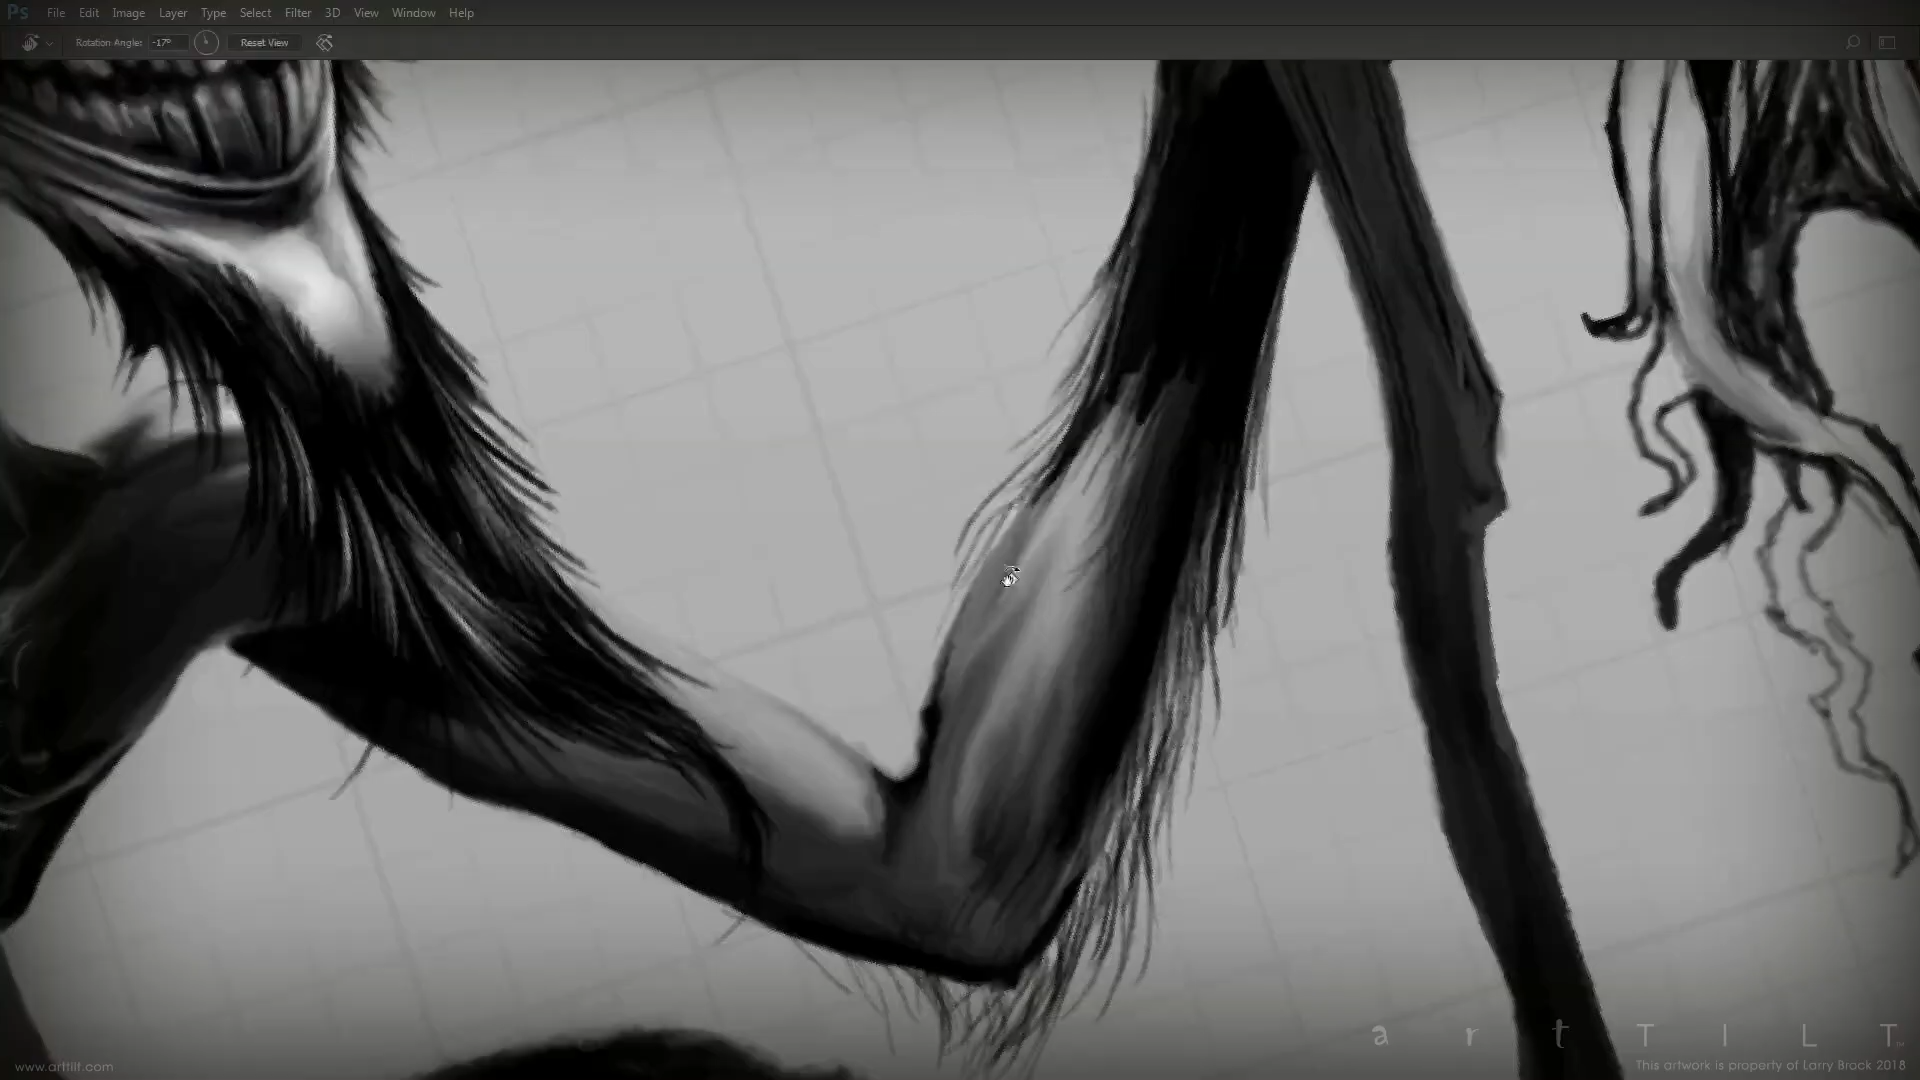 Ps File Edit Image Layer Type Select Filter 3D View Window Help
Rotation Angle: -17° Reset View
a r t T I L T
www.arttilt.com
This artwork is property of Larry Brock 2018